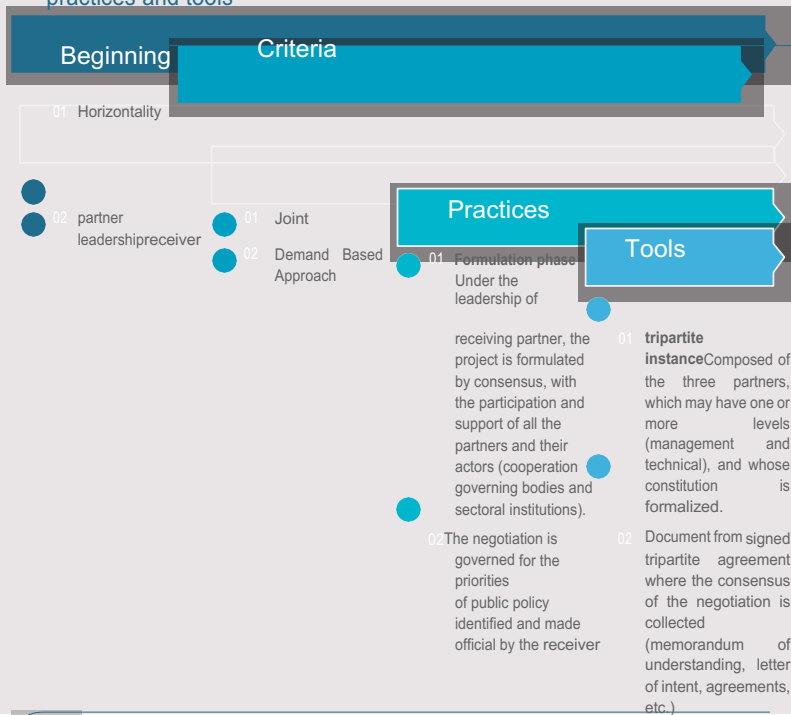 practices and tools
Beginning
Criteria
01 Horizontality
02 partner
leadershipreceiver
01 Joint
02 Demand Based
Approach
Practices
01 Formulation phase
Under the
leadership of
receiving partner, the
project is formulated
by consensus, with
the participation and
support of all the
partners and their
actors (cooperation
governing bodies and
sectoral institutions).
02The negotiation is
governed for the
priorities
of public policy
identified and made
official by the receiver
Tools
01 tripartite
instanceComposed of
the three partners,
which may have one or
more levels
(management and
technical), and whose
constitution is
formalized.
02 Document from signed
tripartite agreement
where the consensus
of the negotiation is
collected
(memorandum of
understanding, letter
of intent, agreements,
etc.)